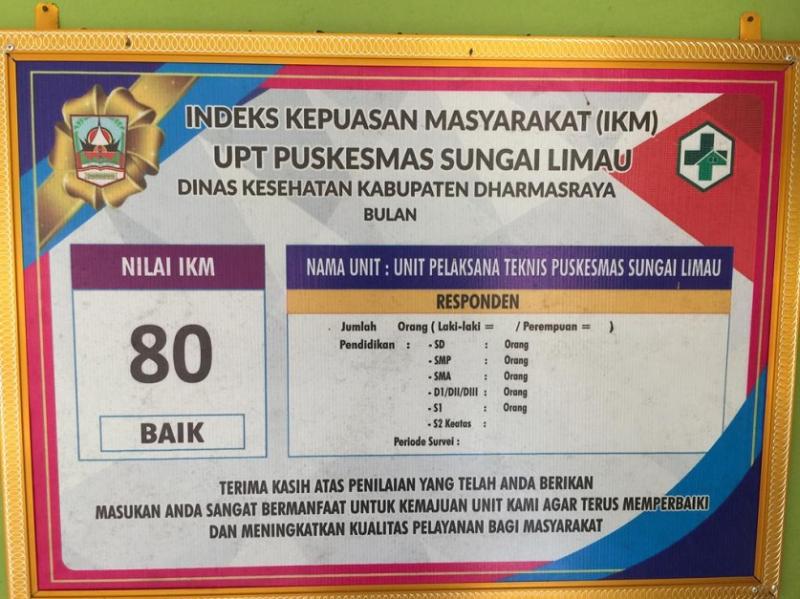 INDEKS KEPUASAN MASYARAKAT (IKM)
UPT PUSKESMAS SUNGAI LIMAU
DINAS KESEHATAN KABUPATEN DHARMASRAYA
BULAN
NILAI IKM
80
BAIK
NAMA UNIT : UNIT PELAKSANA TEKNIS PUSKESMAS SUNGAI LIMAU
RESPONDEN
Jumlah Orang ( Laki-laki = / Perempuan = )
Pendidikan : - SD : Orang
- SMP : Orang
- SMA : Orang
- D1/DII/DIII : Orang
- S1 : Orang
- S2 Keatas :
Periode Survei :
TERIMA KASIH ATAS PENILAIAN YANG TELAH ANDA BERIKAN
MASUKAN ANDA SANGAT BERMANFAAT UNTUK KEMAJUAN UNIT KAMI AGAR TERUS MEMPERBAIKI
DAN MENINGKATKAN KUALITAS PELAYANAN BAGI MASYARAKAT